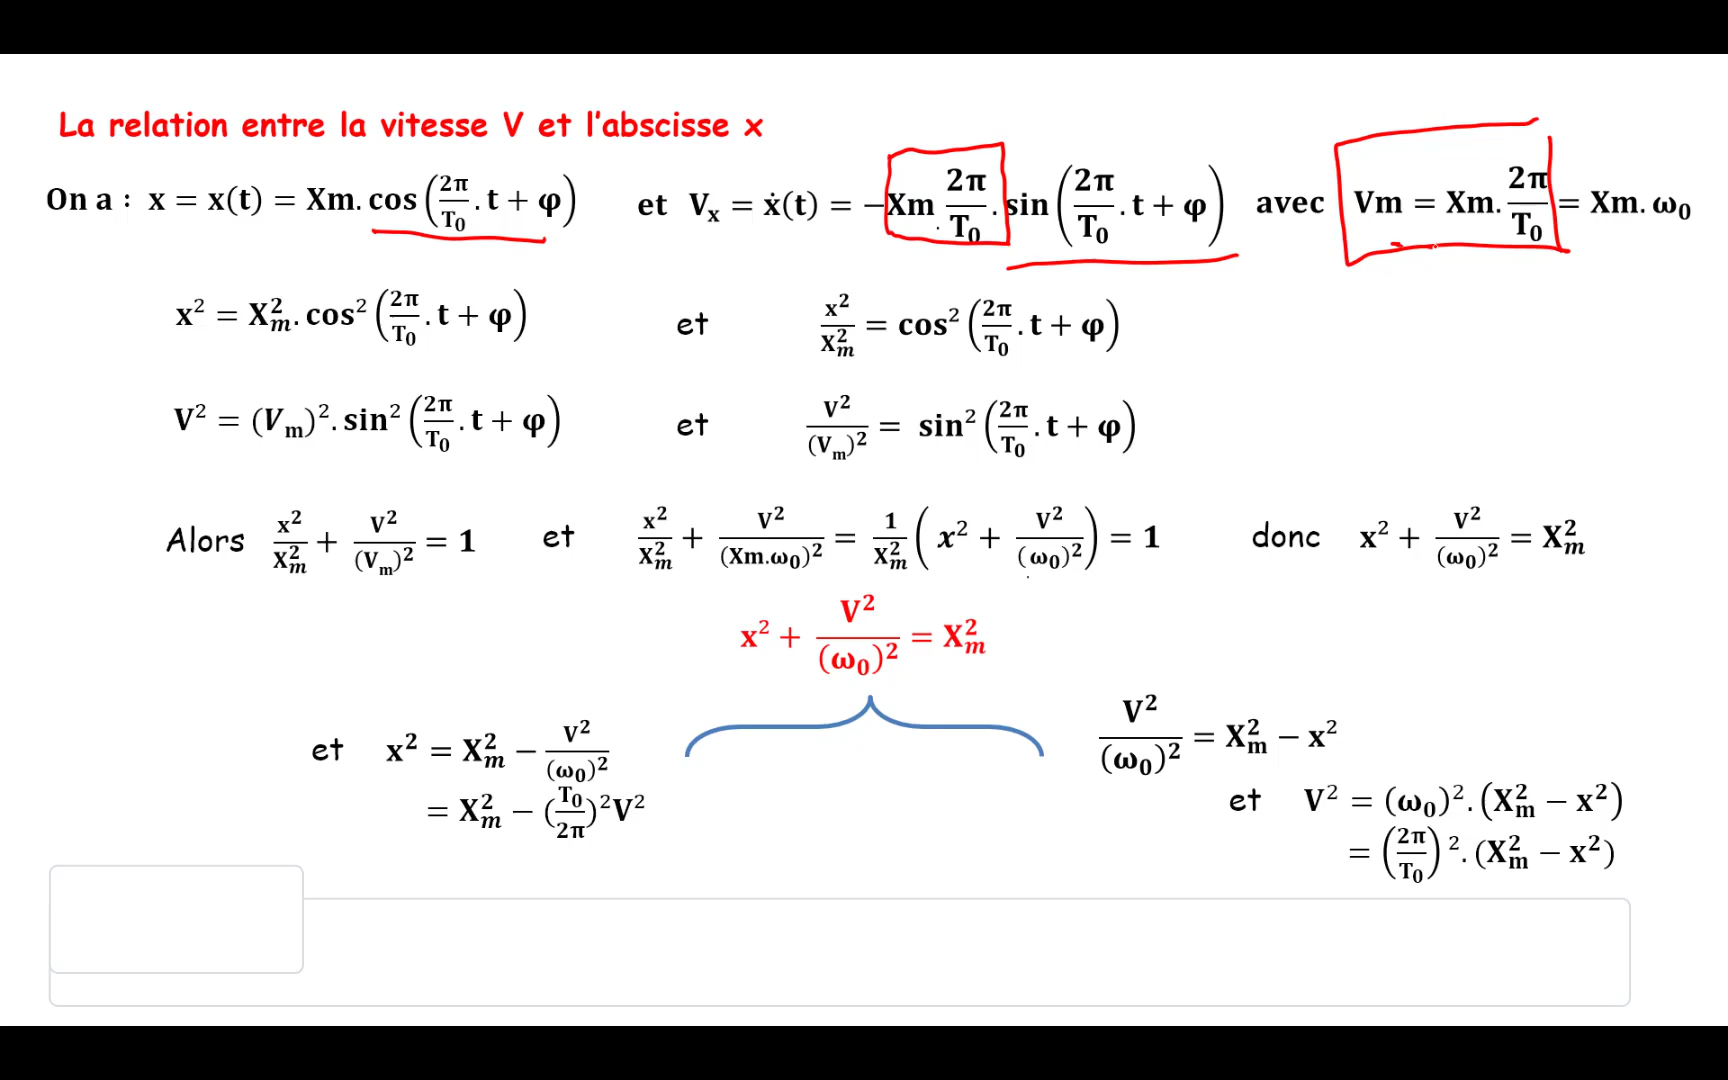 La relation entre la vitesse V et l'abscisse x
On a : x = x(t) = Xm. cos(2π/T₀ . t + φ) et Vₓ = ẋ(t) = −Xm 2π/T₀ . sin(2π/T₀ . t + φ) avec Vm = Xm. 2π/T₀ = Xm. ω₀
x² = X²ₘ. cos²(2π/T₀ . t + φ) et x²/X²ₘ = cos²(2π/T₀ . t + φ)
V² = (Vₘ)². sin²(2π/T₀ . t + φ) et V²/(Vₘ)² = sin²(2π/T₀ . t + φ)
Alors x²/X²ₘ + V²/(Vₘ)² = 1 et x²/X²ₘ + V²/(Xm.ω₀)² = 1/X²ₘ (x² + V²/(ω₀)²) = 1 donc x² + V²/(ω₀)² = X²ₘ
x² + V²/(ω₀)² = X²ₘ
et x² = X²ₘ − V²/(ω₀)²
= X²ₘ − (T₀/2π)²V²
V²/(ω₀)² = X²ₘ − x²
et V² = (ω₀)². (X²ₘ − x²)
= (2π/T₀)². (X²ₘ − x²)